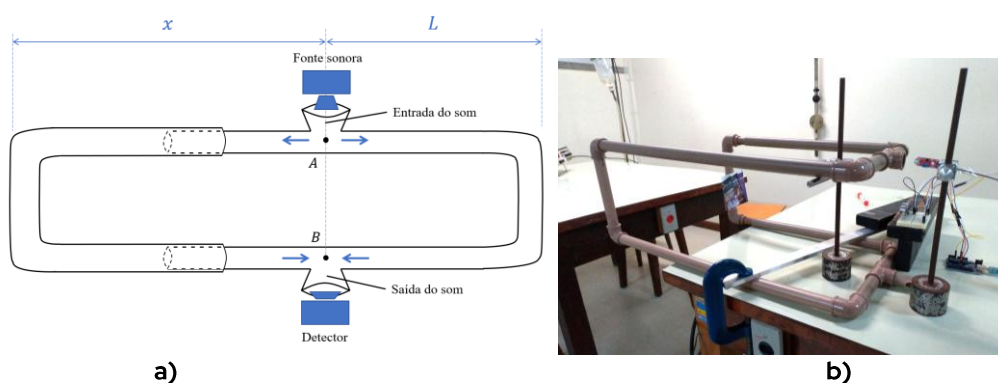 x
L
Fonte sonora
Entrada do som
A
B
Saída do som
Detector
a)
b)